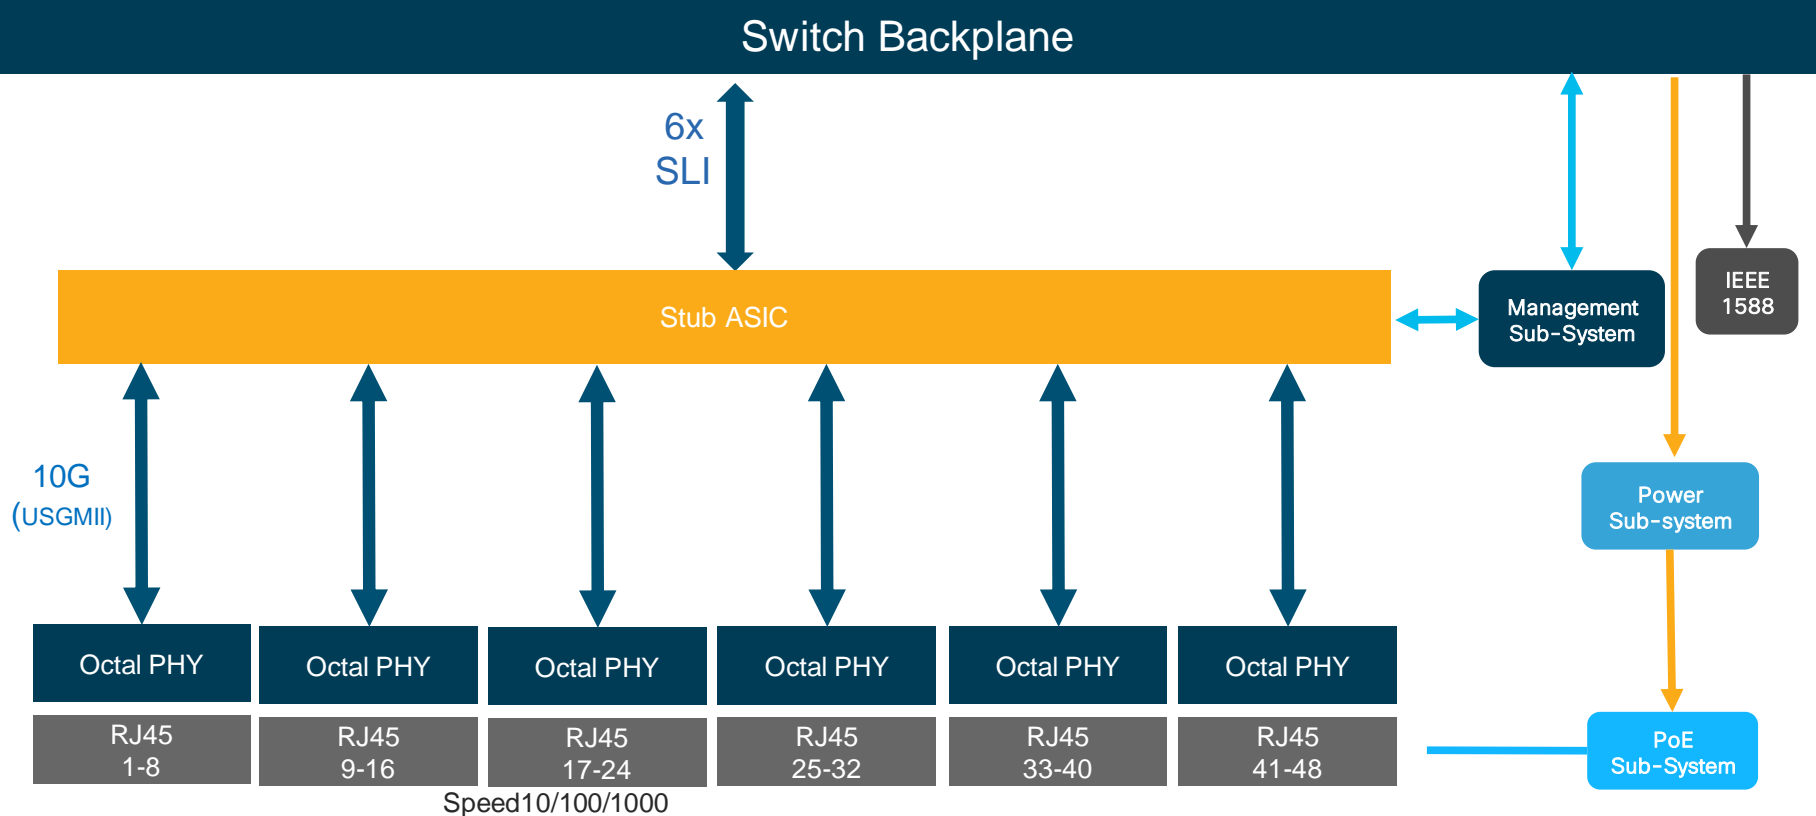 Switch Backplane
6x
SLI
Stub ASIC
Management
Sub-System
IEEE
1588
10G
(USGMII)
Power
Sub-system
Octal PHY
Octal PHY
Octal PHY
Octal PHY
Octal PHY
Octal PHY
RJ45
1-8
RJ45
9-16
RJ45
17-24
RJ45
25-32
RJ45
33-40
RJ45
41-48
PoE
Sub-System
Speed10/100/1000